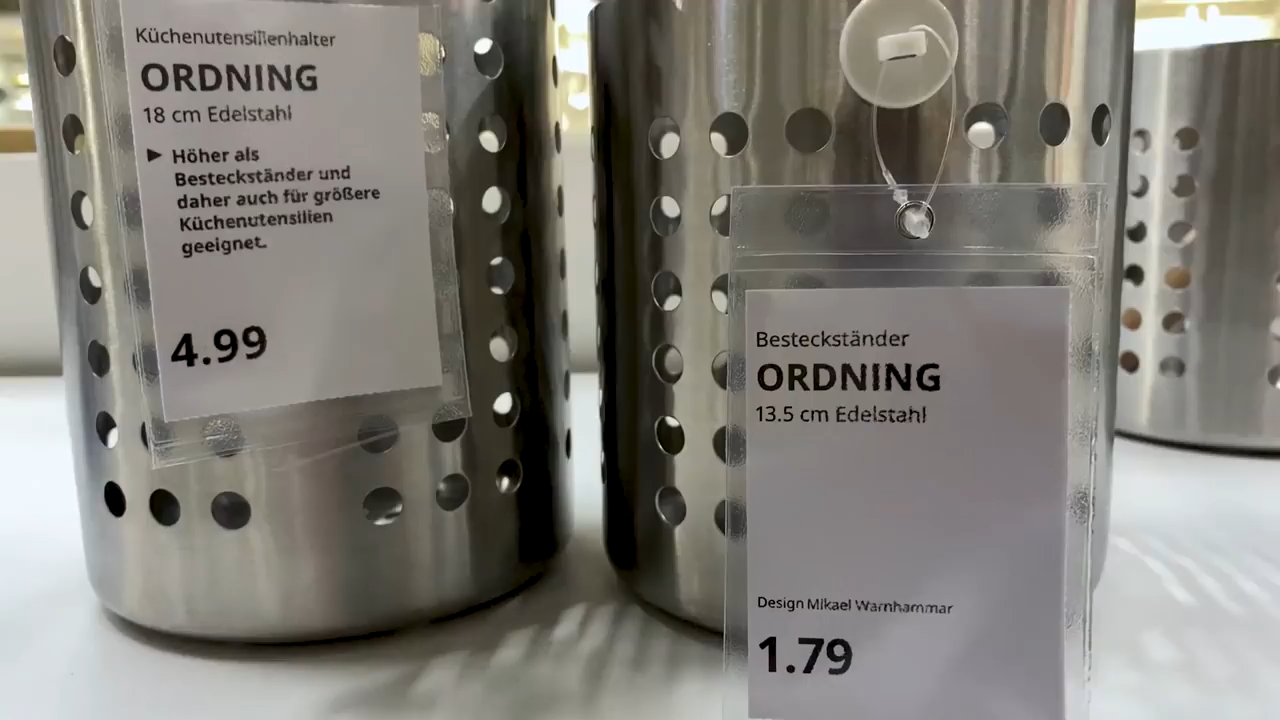 Küchenutensilienhalter
ORDNING
18 cm Edelstahl
► Höher als
Besteckständer und
daher auch für größere
Küchenutensilien
geeignet.
4.99
Besteckständer
ORDNING
13.5 cm Edelstahl
Design Mikael Warnhammar
1.79